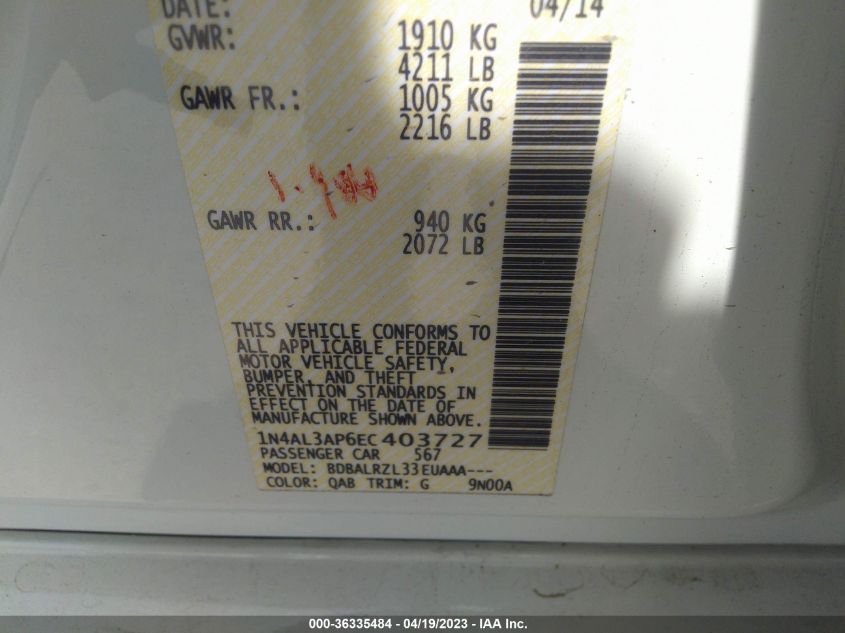 DATE: 04/14
GVWR: 1910 KG
4211 LB
GAWR FR.: 1005 KG
2216 LB
GAWR RR.: 940 KG
2072 LB
THIS VEHICLE CONFORMS TO
ALL APPLICABLE FEDERAL
MOTOR VEHICLE SAFETY,
BUMPER, AND THEFT
PREVENTION STANDARDS IN
EFFECT ON THE DATE OF
MANUFACTURE SHOWN ABOVE.
1N4AL3AP6EC403727
PASSENGER CAR 567
MODEL: BDBALRZL33EUAAA---
COLOR: QAB TRIM: G 9N00A
000-36335484 - 04/19/2023 - IAA Inc.